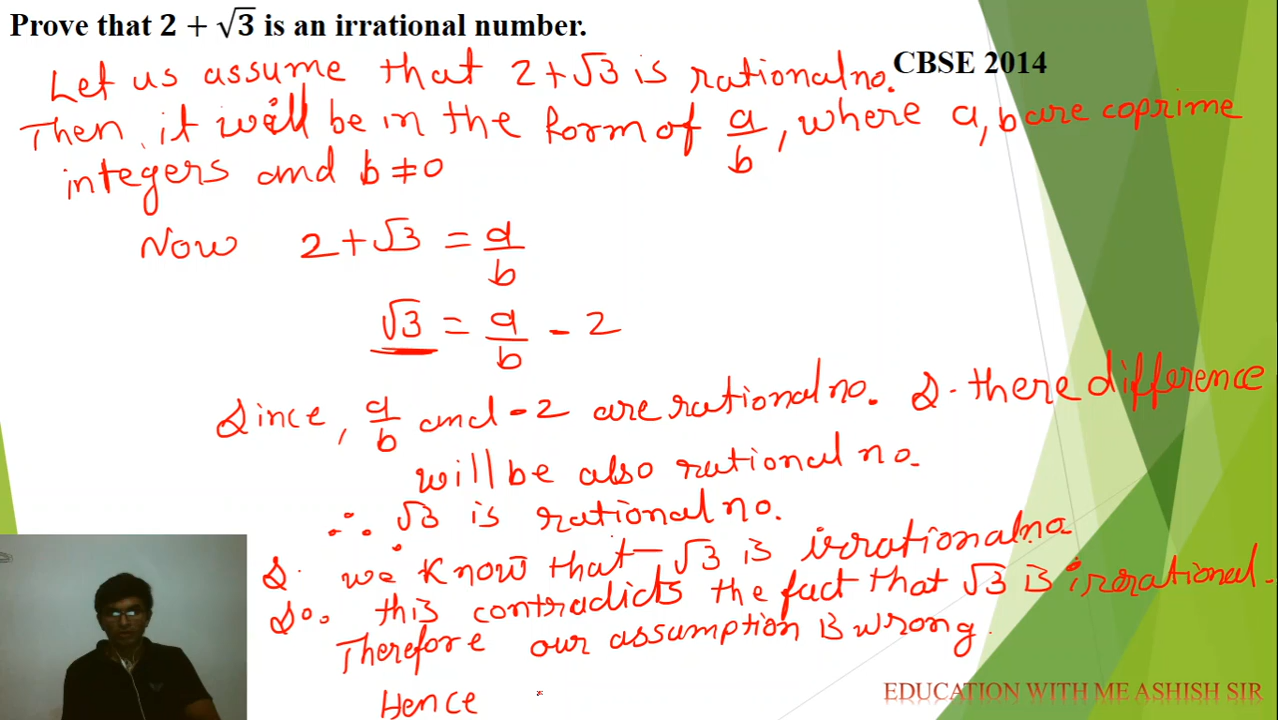 Prove that 2 + √3 is an irrational number.
CBSE 2014
Let us assume that 2+√3 is rational no.
Then, it will be in the form of a/b, where a, b are coprime
integers and b≠0
Now 2+√3 = a/b
√3 = a/b - 2
Since, a/b and -2 are rational no. & there difference
will be also rational no.
∴ √3 is rational no.
& we know that √3 is irrational no
So, this contradicts the fact that √3 is irrational.
Therefore our assumption is wrong.
Hence
EDUCATION WITH ME ASHISH SIR